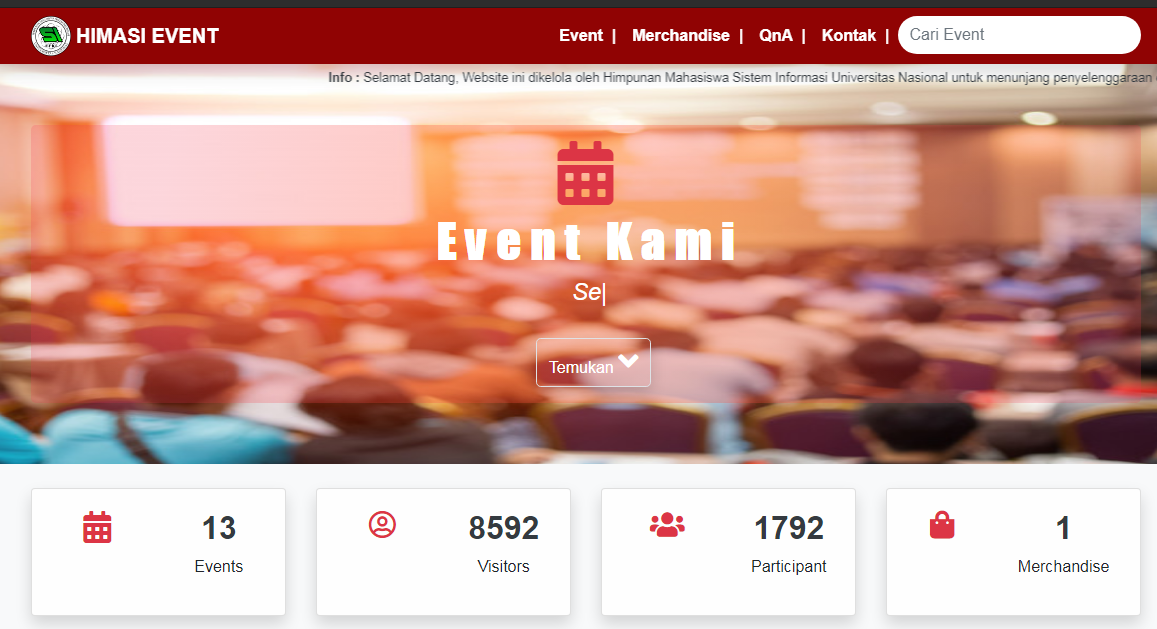 HIMASI EVENT
Event | Merchandise | QnA | Kontak | Cari Event
Info : Selamat Datang, Website ini dikelola oleh Himpunan Mahasiswa Sistem Informasi Universitas Nasional untuk menunjang penyelenggaraan
Event Kami
Se|
Temukan
13
Events
8592
Visitors
1792
Participant
1
Merchandise